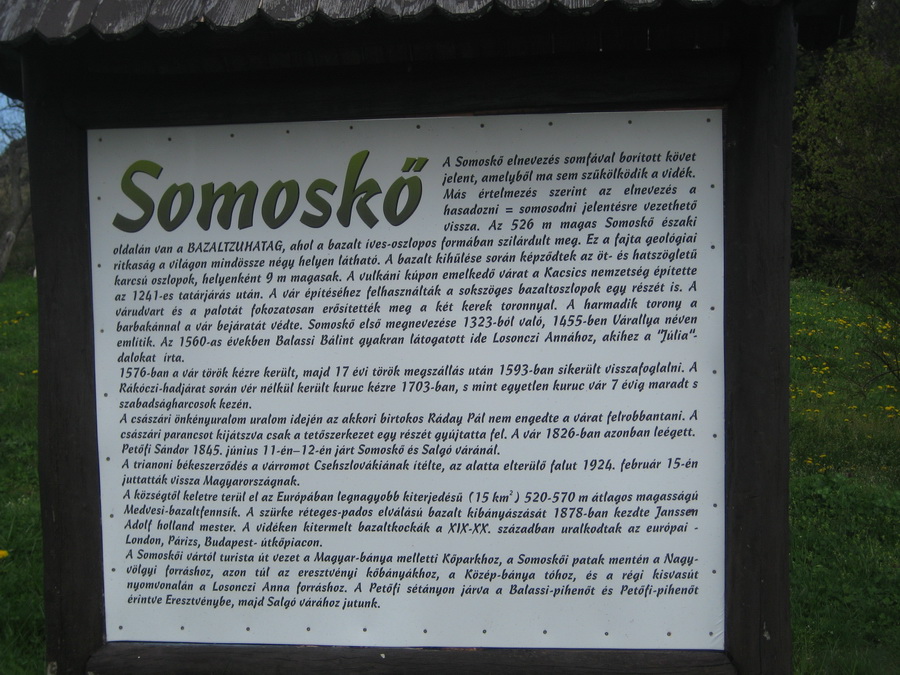 Somoskő
A Somoskő elnevezés somfával borított követ
jelent, amelyből ma sem szűkölködik a vidék.
Más értelmezés szerint az elnevezés a
hasadozni = somosodni jelentésre vezethető
vissza. Az 526 m magas Somoskő északi
oldalán van a BAZALTZUHATAG, ahol a bazalt íves-oszlopos formában szilárdult meg. Ez a fajta geológiai
ritkaság a világon mindössze négy helyen látható. A bazalt kihűlése során képződtek az öt- és hatszögletű
karcsú oszlopok, helyenként 9 m magasak. A vulkáni kúpon emelkedő várat a Kacsics nemzetség építette
az 1241-es tatárjárás után. A vár építéséhez felhasználták a sokszöges bazaltoszlopok egy részét is. A
várudvart és a palotát fokozatosan erősítették meg a két kerek toronnyal. A harmadik torony a
barbakánnal a vár bejáratát védte. Somoskő első megnevezése 1323-ból való, 1455-ben Várallya néven
említik. Az 1560-as években Balassi Bálint gyakran látogatott ide Losonczi Annához, akihez a "Júlia"-
dalokat írta.
1576-ban a vár török kézre került, majd 17 évi török megszállás után 1593-ban sikerült visszafoglalni. A
Rákóczi-hadjárat során vér nélkül került kuruc kézre 1703-ban, s mint egyetlen kuruc vár 7 évig maradt s
szabadságharcosok kezén.
A császári önkényuralom uralom idején az akkori birtokos Ráday Pál nem engedte a várat felrobbantani. A
császári parancsot kijátszva csak a tetőszerkezet egy részét gyújtatta fel. A vár 1826-ban azonban leégett.
Petőfi Sándor 1845. június 11-én–12-én járt Somoskő és Salgó váránál.
A trianoni békeszerződés a várromot Csehszlovákiának ítélte, az alatta elterülő falut 1924. február 15-én
juttatták vissza Magyarországnak.
A községtől keletre terül el az Európában legnagyobb kiterjedésű (15 km²) 520-570 m átlagos magasságú
Medvesi-bazaltfennsík. A szürke réteges-pados elválású bazalt kibányászását 1878-ban kezdte Janssen
Adolf holland mester. A vidéken kitermelt bazaltkockák a XIX-XX. században uralkodtak az európai -
London, Párizs, Budapest- útkőpiacon.
A Somoskői vártól turista út vezet a Magyar-bánya melletti Kőparkhoz, a Somoskői patak mentén a Nagy-
völgyi forráshoz, azon túl az eresztvényi kőbányákhoz, a Közép-bánya tóhoz, és a régi kisvasút
nyomvonalán a Losonczi Anna forráshoz. A Petőfi sétányon járva a Balassi-pihenőt és Petőfi-pihenőt
érintve Eresztvénybe, majd Salgó várához jutunk.